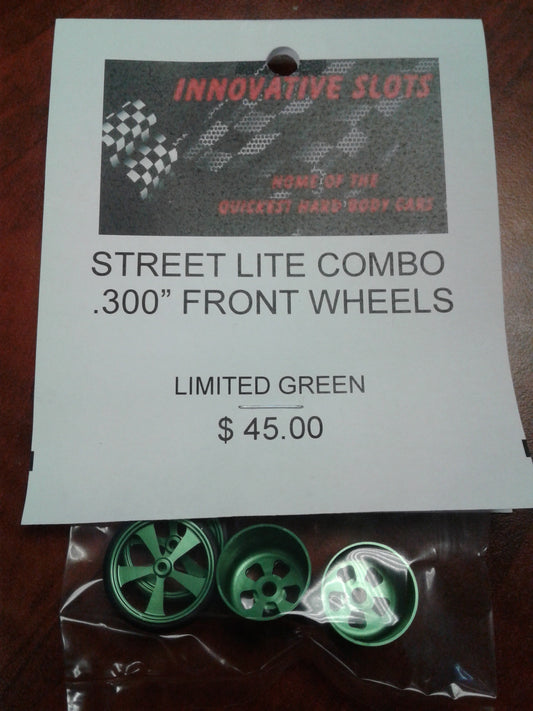 INNOVATIVE SLOTS
HOME OF THE
QUICKEST HARD BODY CARS
STREET LITE COMBO
.300” FRONT WHEELS
LIMITED GREEN
$ 45.00